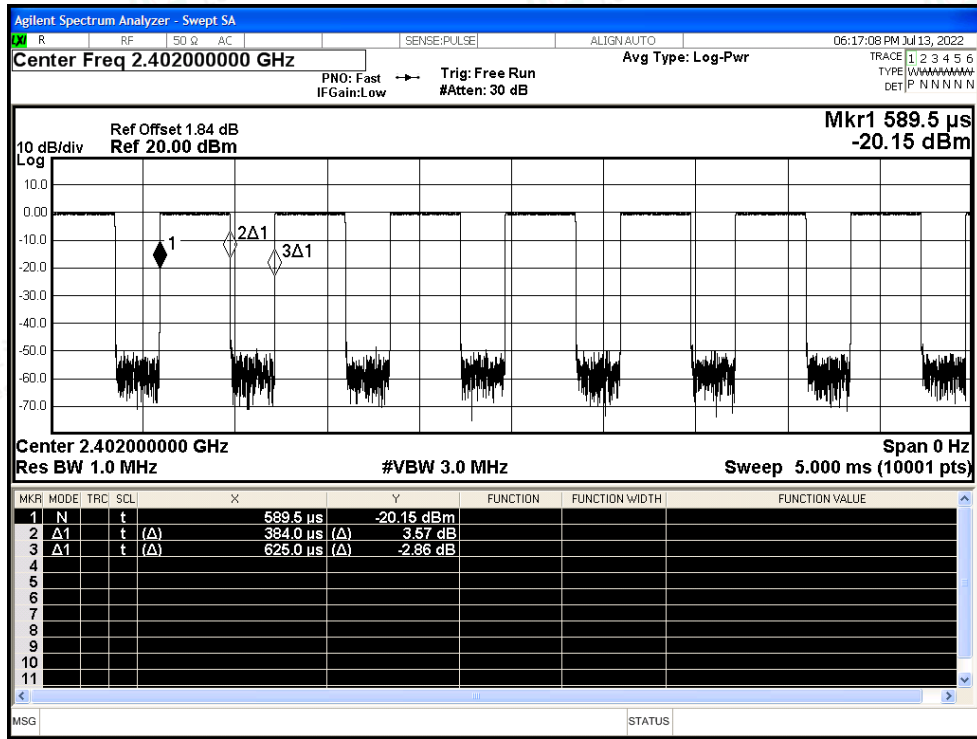 Agilent Spectrum Analyzer - Swept SA
LXI R RF 50 Ω AC SENSE:PULSE ALIGN AUTO 06:17:08 PM Jul 13, 2022
Center Freq 2.402000000 GHz
PNO: Fast
IFGain:Low
Trig: Free Run
#Atten: 30 dB
Avg Type: Log-Pwr
TRACE 1 2 3 4 5 6
TYPE
DET P N N N N N
Mkr1 589.5 µs
-20.15 dBm
Ref Offset 1.84 dB
10 dB/div Ref 20.00 dBm
Log
10.0
0.00
-10.0
-20.0
-30.0
-40.0
-50.0
-60.0
-70.0
1
2Δ1
3Δ1
Center 2.402000000 GHz Span 0 Hz
Res BW 1.0 MHz #VBW 3.0 MHz Sweep 5.000 ms (10001 pts)
MKR MODE TRC SCL X Y FUNCTION FUNCTION WIDTH FUNCTION VALUE
1 N t 589.5 µs -20.15 dBm
2 Δ1 t (Δ) 384.0 µs (Δ) 3.57 dB
3 Δ1 t (Δ) 625.0 µs (Δ) -2.86 dB
4
5
6
7
8
9
10
11
MSG STATUS